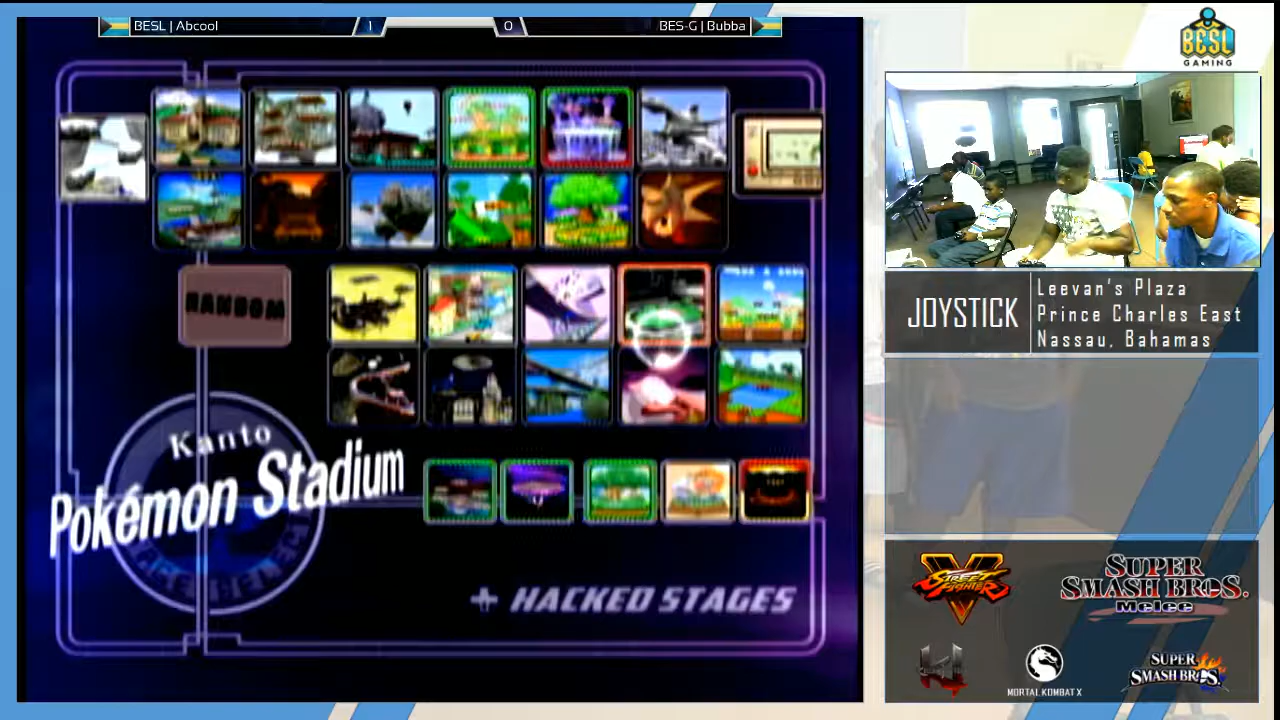 BESL | Abcool
1
0
BES-G | Bubba
BESL
GAMING
RANDOM
Kanto
Pokémon Stadium
+ HACKED STAGES
JOYSTICK
Leevan's Plaza
Prince Charles East
Nassau, Bahamas
STREET
FIGHTER
V
SUPER
SMASH BROS.
Melee
KI
MORTAL KOMBAT X
SUPER
SMASH BROS.